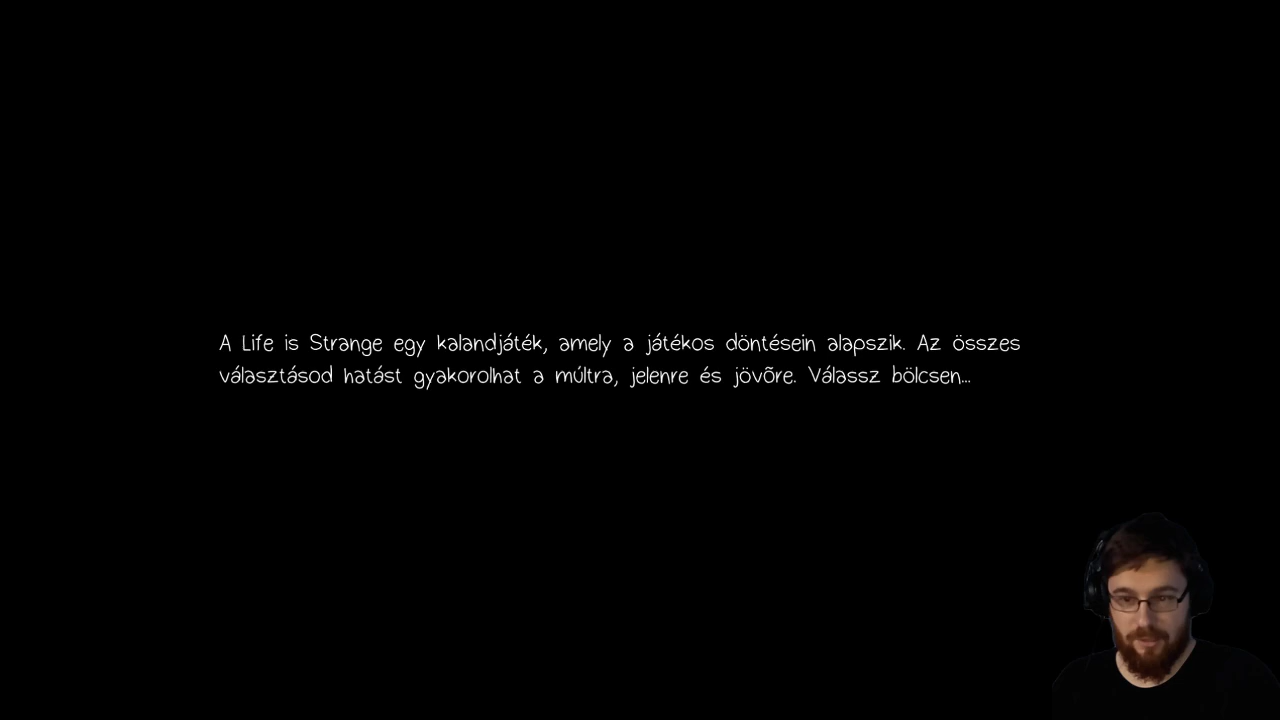 A Life is Strange egy kalandjáték, amely a játékos döntésein alapszik. Az összes
választásod hatást gyakorolhat a múltra, jelenre és jövõre. Válassz bölcsen...